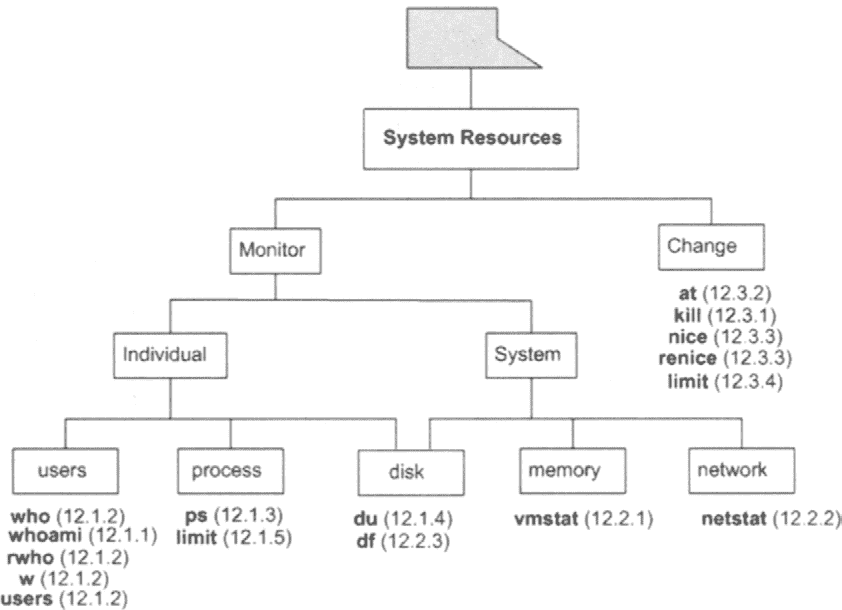 System Resources
Monitor
Change
at (12.3.2)
kill (12.3.1)
nice (12.3.3)
renice (12.3.3)
limit (12.3.4)
Individual
System
users
process
disk
memory
network
who (12.1.2)
whoami (12.1.1)
rwho (12.1.2)
w (12.1.2)
users (12.1.2)
ps (12.1.3)
limit (12.1.5)
du (12.1.4)
df (12.2.3)
vmstat (12.2.1)
netstat (12.2.2)